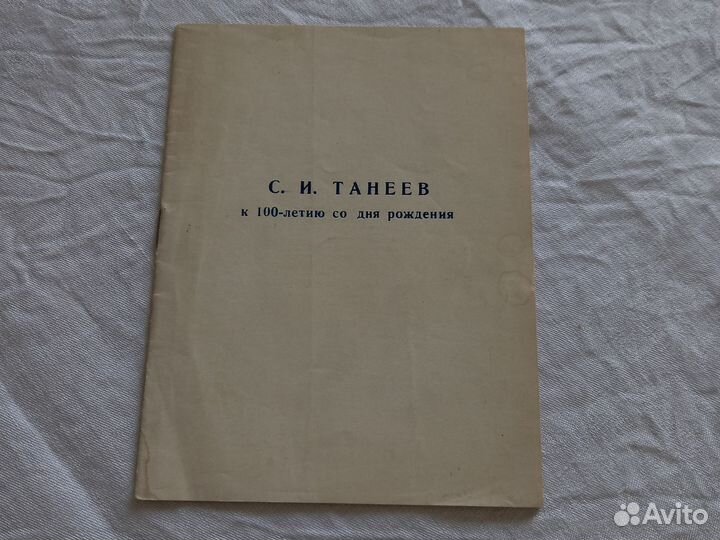 С. И. ТАНЕЕВ
к 100-летию со дня рождения
Avito